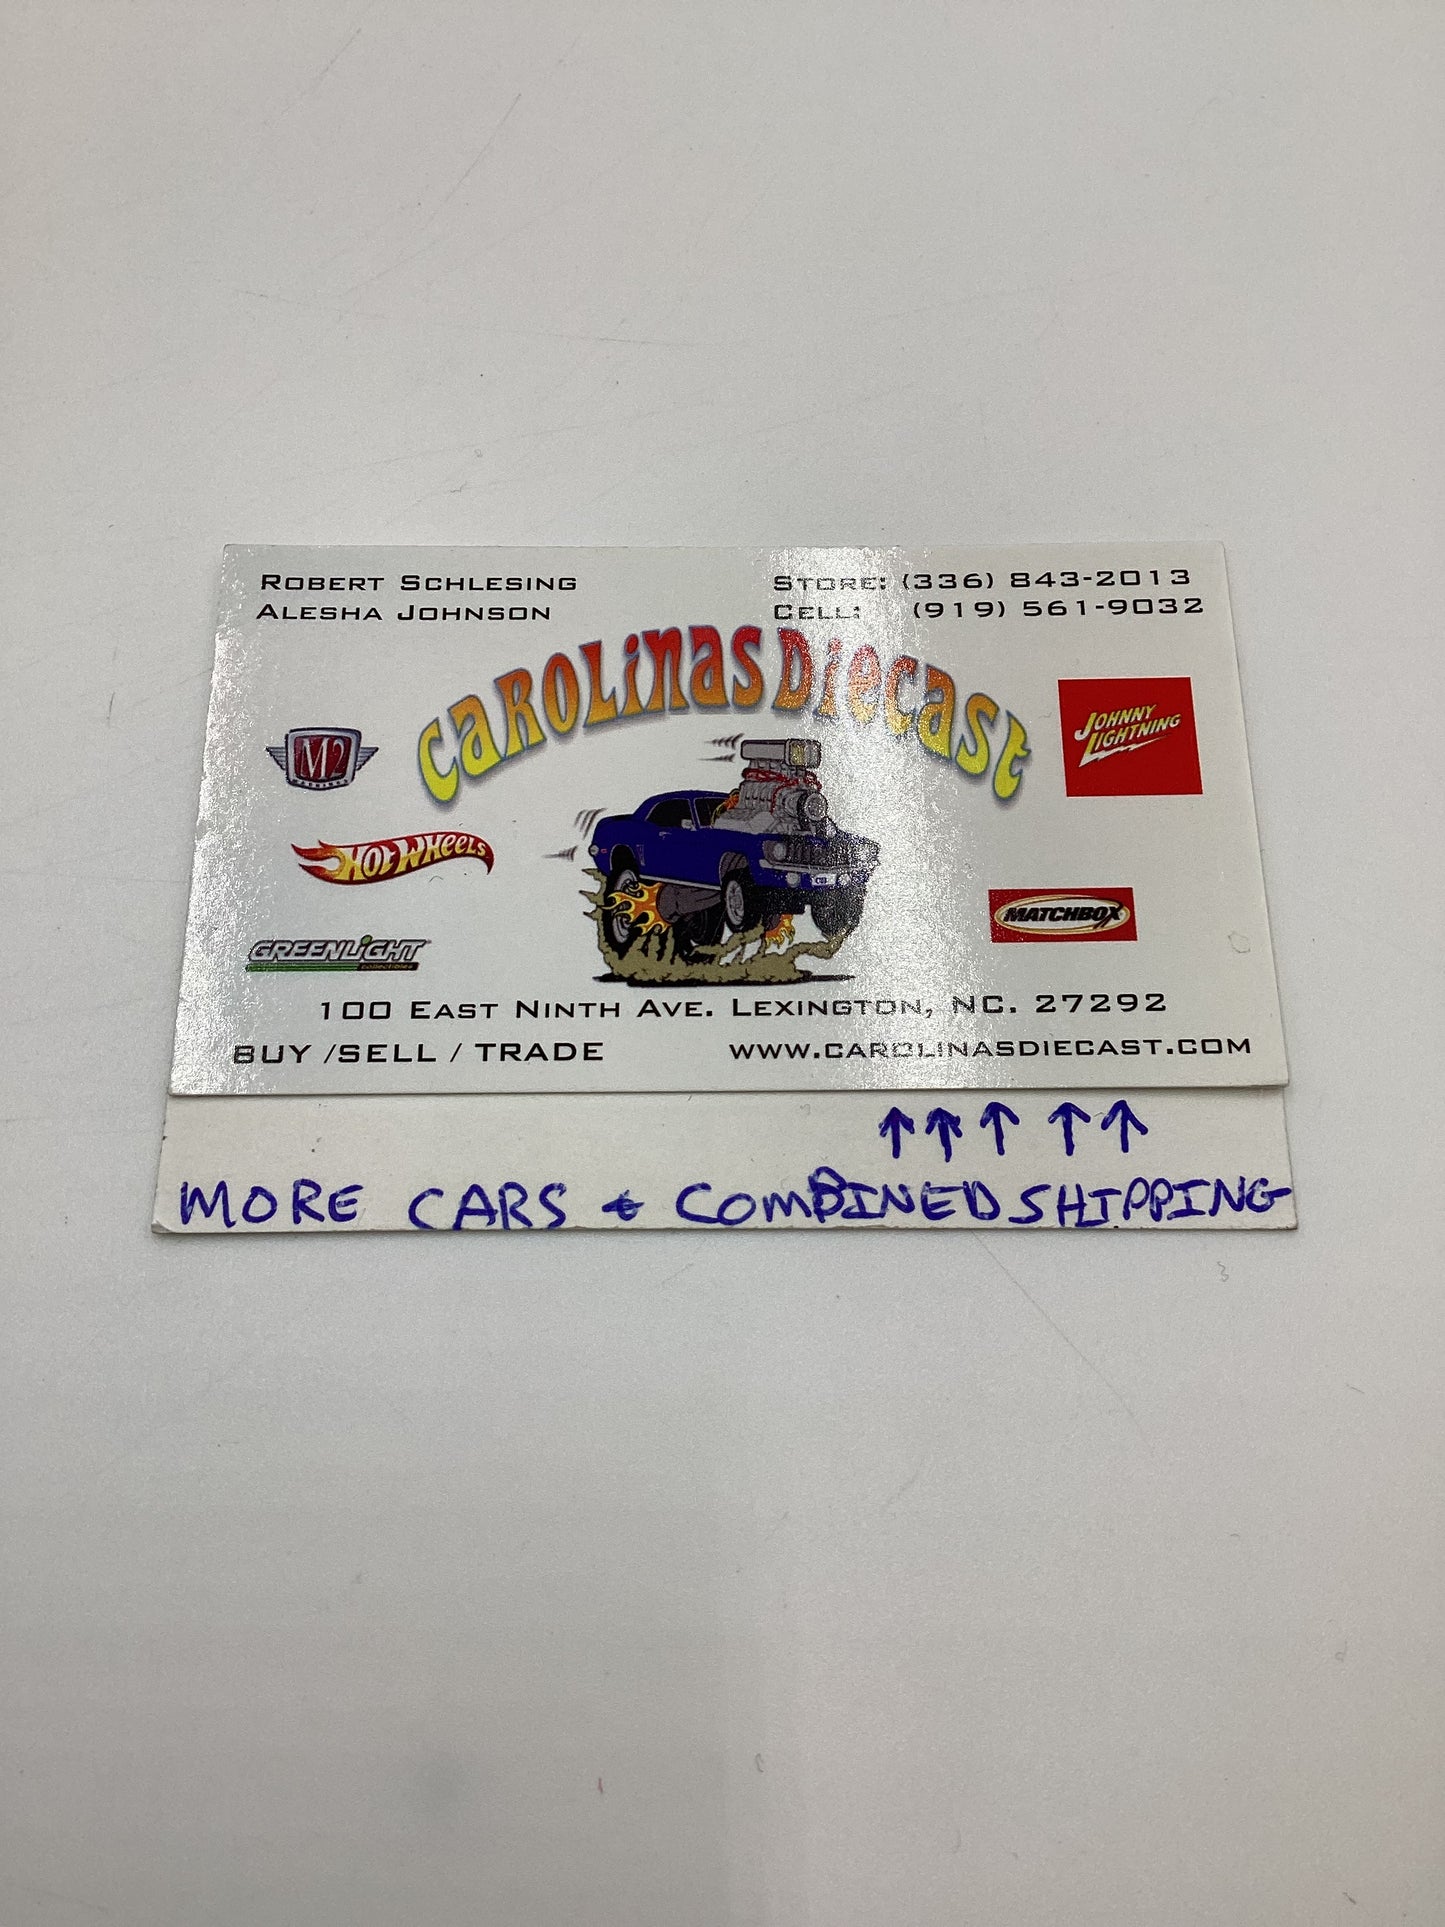 ROBERT SCHLESING
ALESHA JOHNSON
STORE: (336) 843-2013
CELL: (919) 561-9032
CAROLINAS DIECAST
M2
MACHINES
JOHNNY
LIGHTNING
HOT WHEELS
MATCHBOX
GREENLIGHT
collectibles
100 EAST NINTH AVE. LEXINGTON, NC. 27292
BUY /SELL / TRADE
WWW.CAROLINASDIECAST.COM
↑↑↑↑↑
MORE CARS & COMBINED SHIPPING